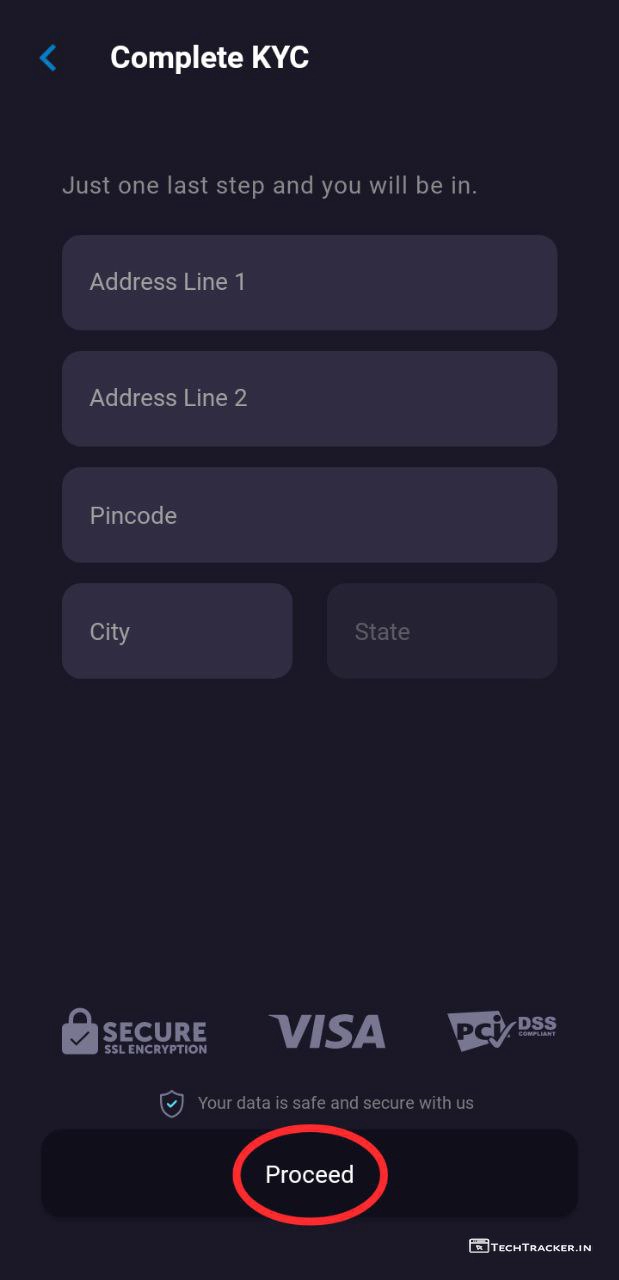 Complete KYC
Just one last step and you will be in.
Address Line 1
Address Line 2
Pincode
City
State
SECURE
SSL ENCRYPTION
VISA
PCI
DSS
COMPLIANT
Your data is safe and secure with us
Proceed
TECHTRACKER.IN